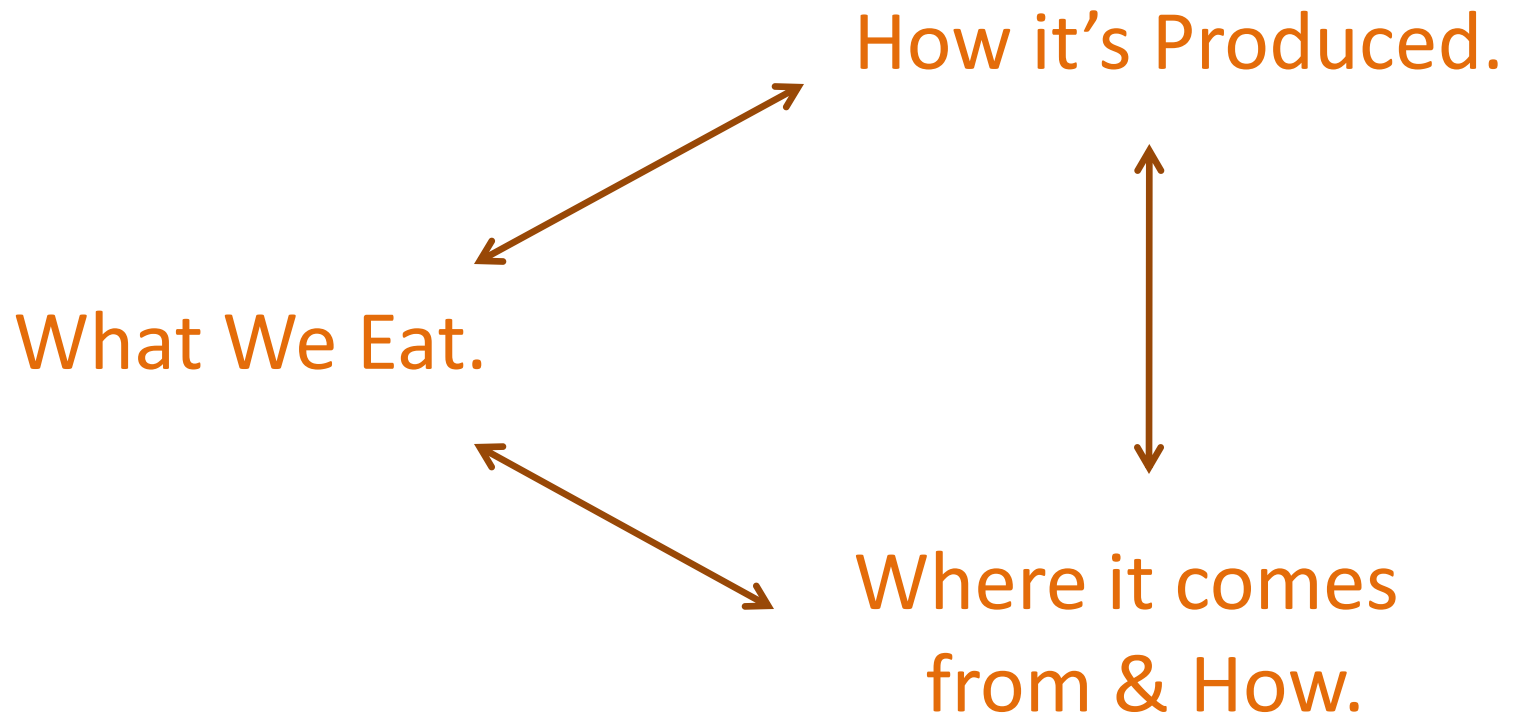 How it’s Produced.
What We Eat.
Where it comes
from & How.